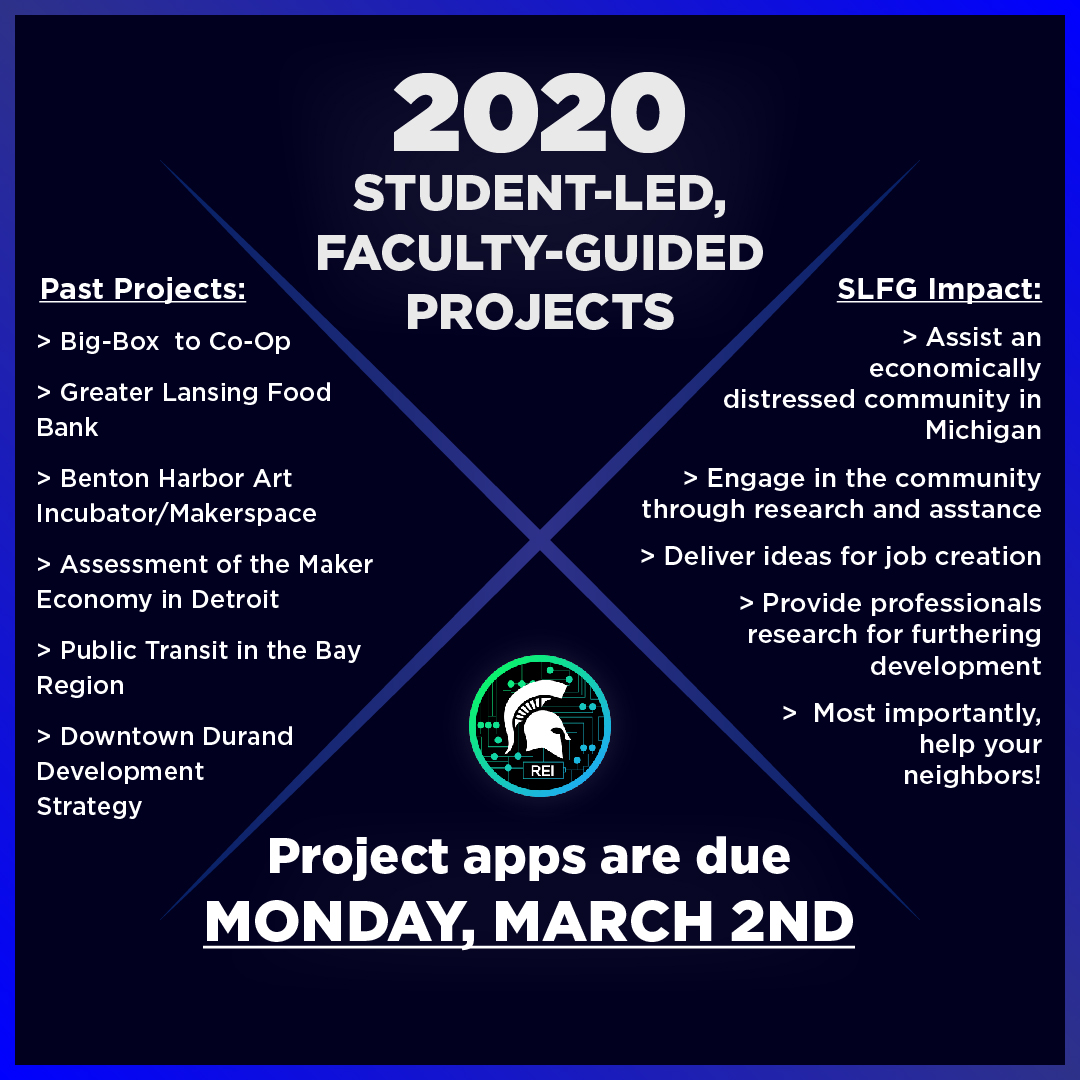 2020
STUDENT-LED,
FACULTY-GUIDED
PROJECTS
Past Projects:
> Big-Box  to Co-Op
> Greater Lansing Food
Bank
> Benton Harbor Art
Incubator/Makerspace
> Assessment of the Maker
Economy in Detroit
> Public Transit in the Bay
Region
> Downtown Durand
Development
Strategy
SLFG Impact:
> Assist an
economically
distressed community in
Michigan
> Engage in the community
through research and asstance
> Deliver ideas for job creation
> Provide professionals
research for furthering
development
>  Most importantly,
help your
neighbors!
REI
Project apps are due
MONDAY, MARCH 2ND